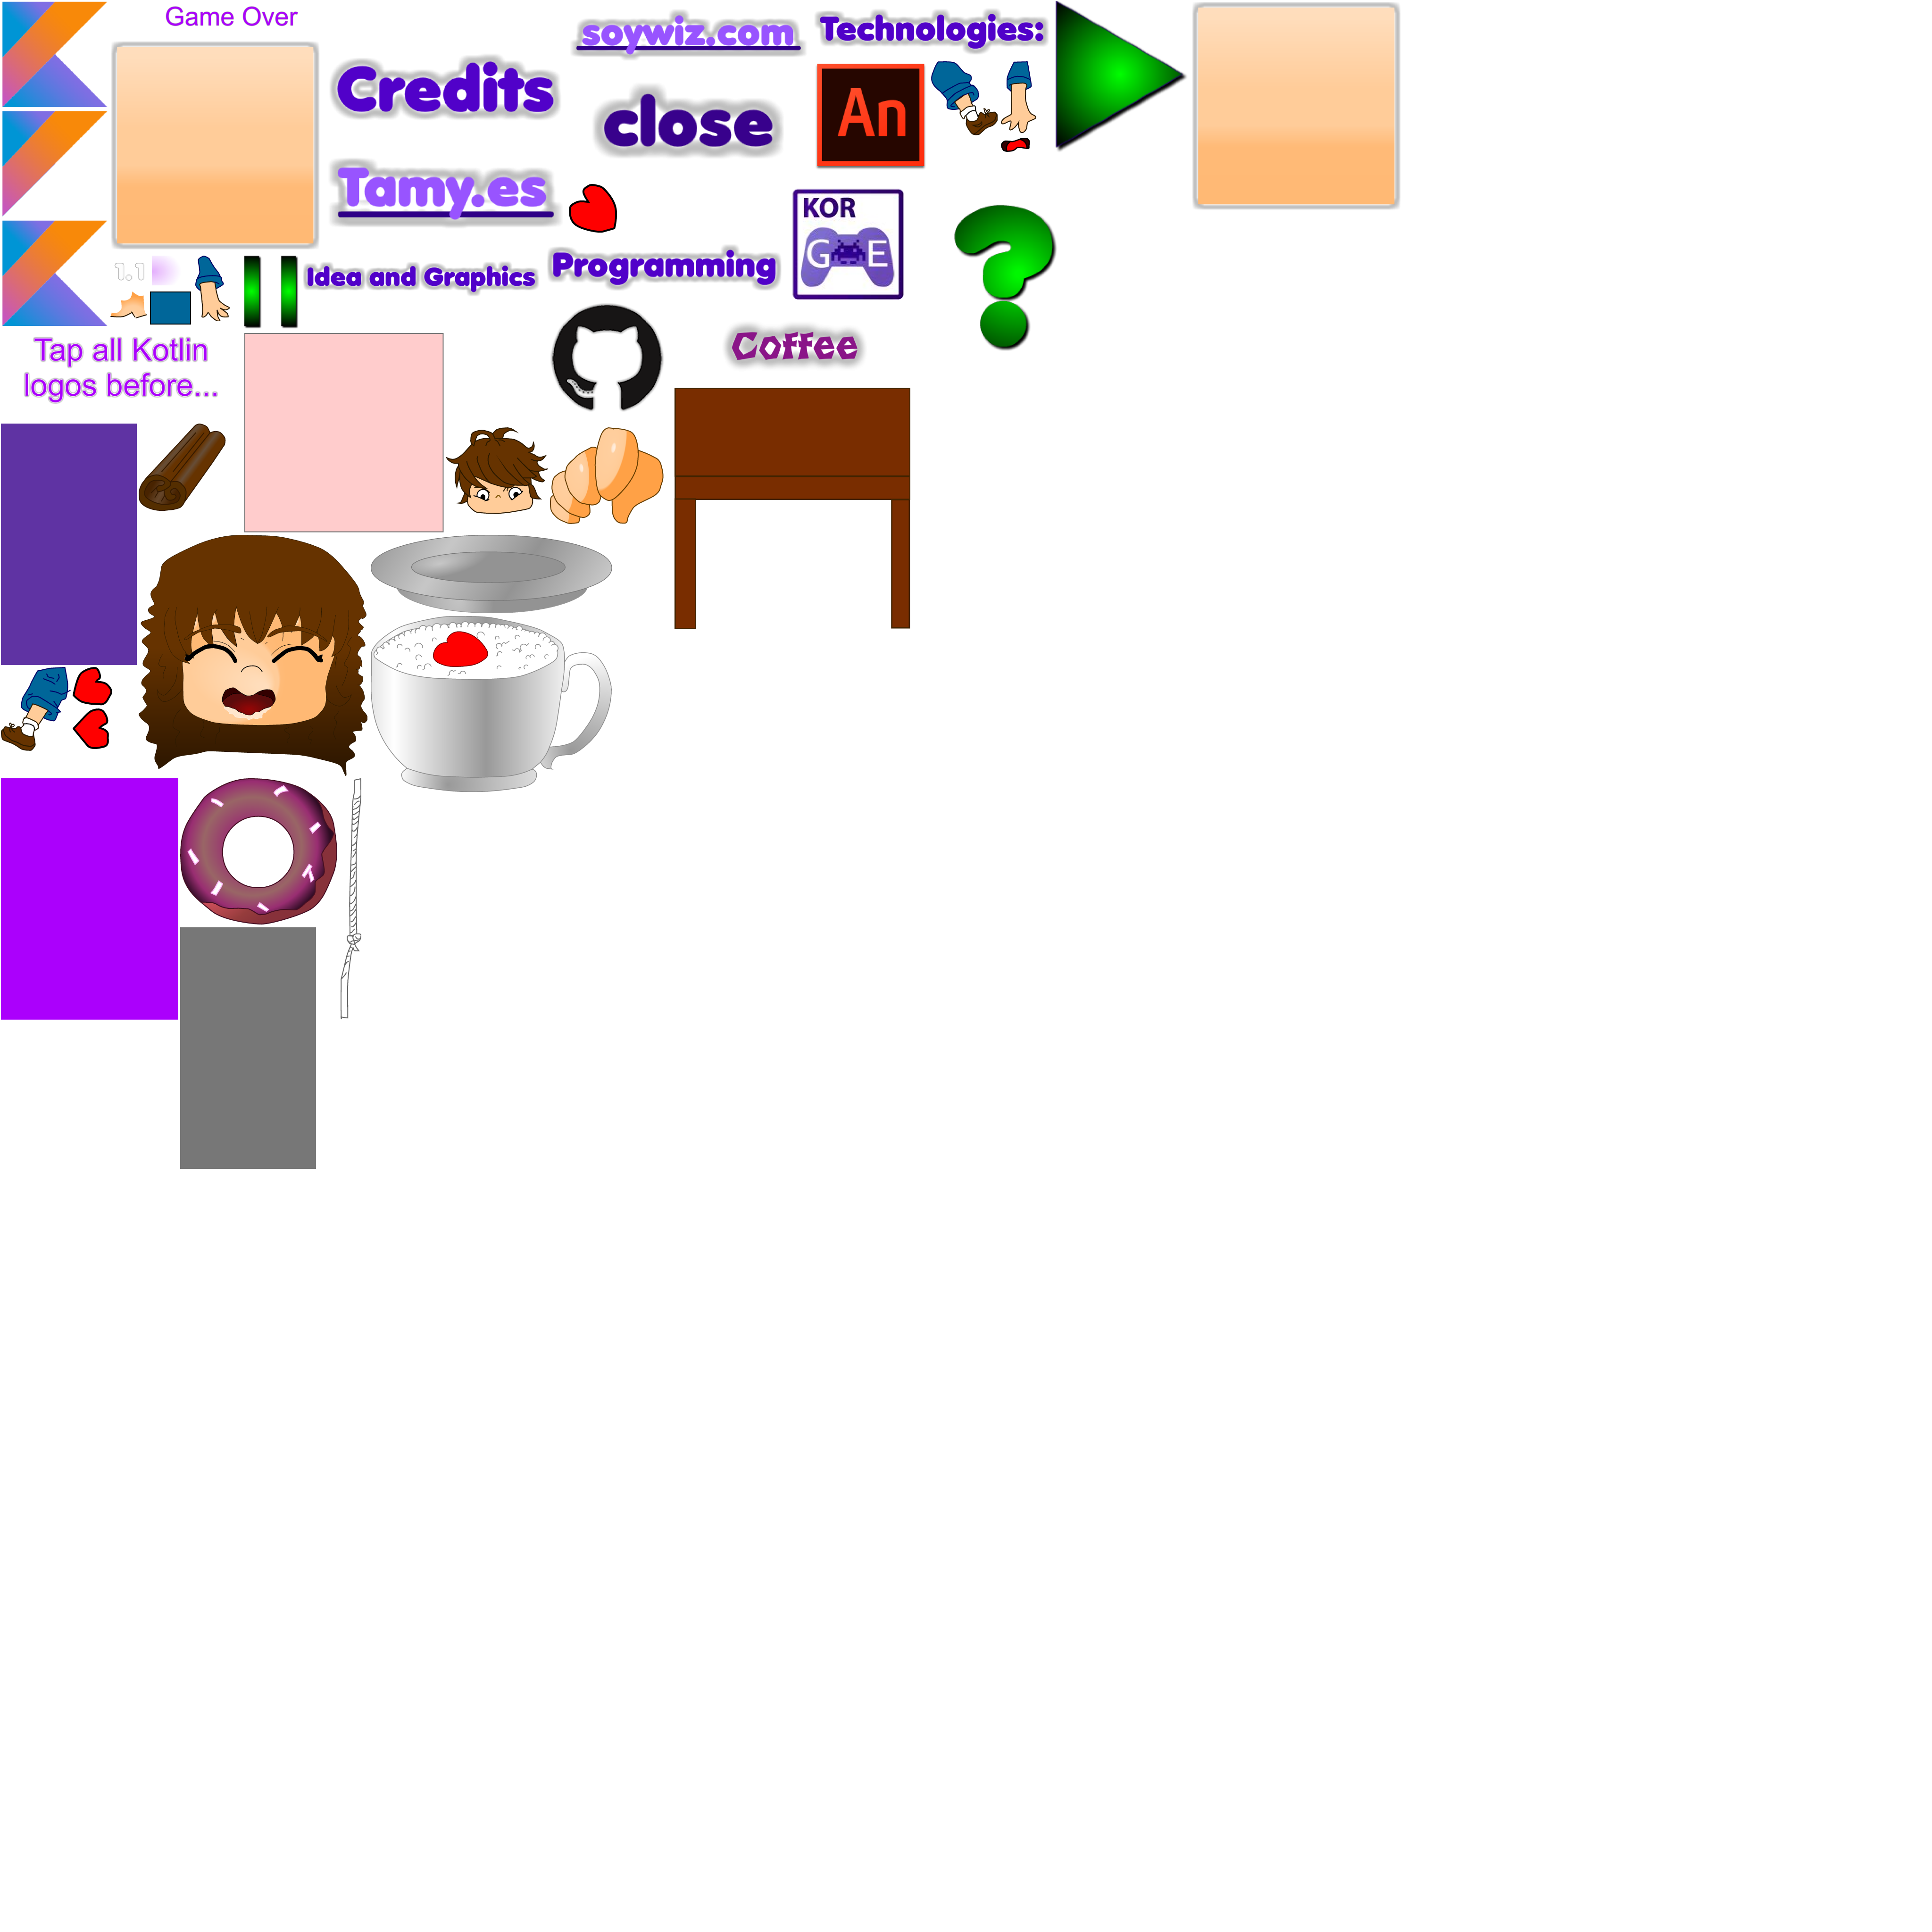 Game Over
soywiz.com
Technologies:
Credits
close
An
Tamy.es
KOR
G E
1.1
Idea and Graphics
Programming
Coffee
Tap all Kotlin
logos before...